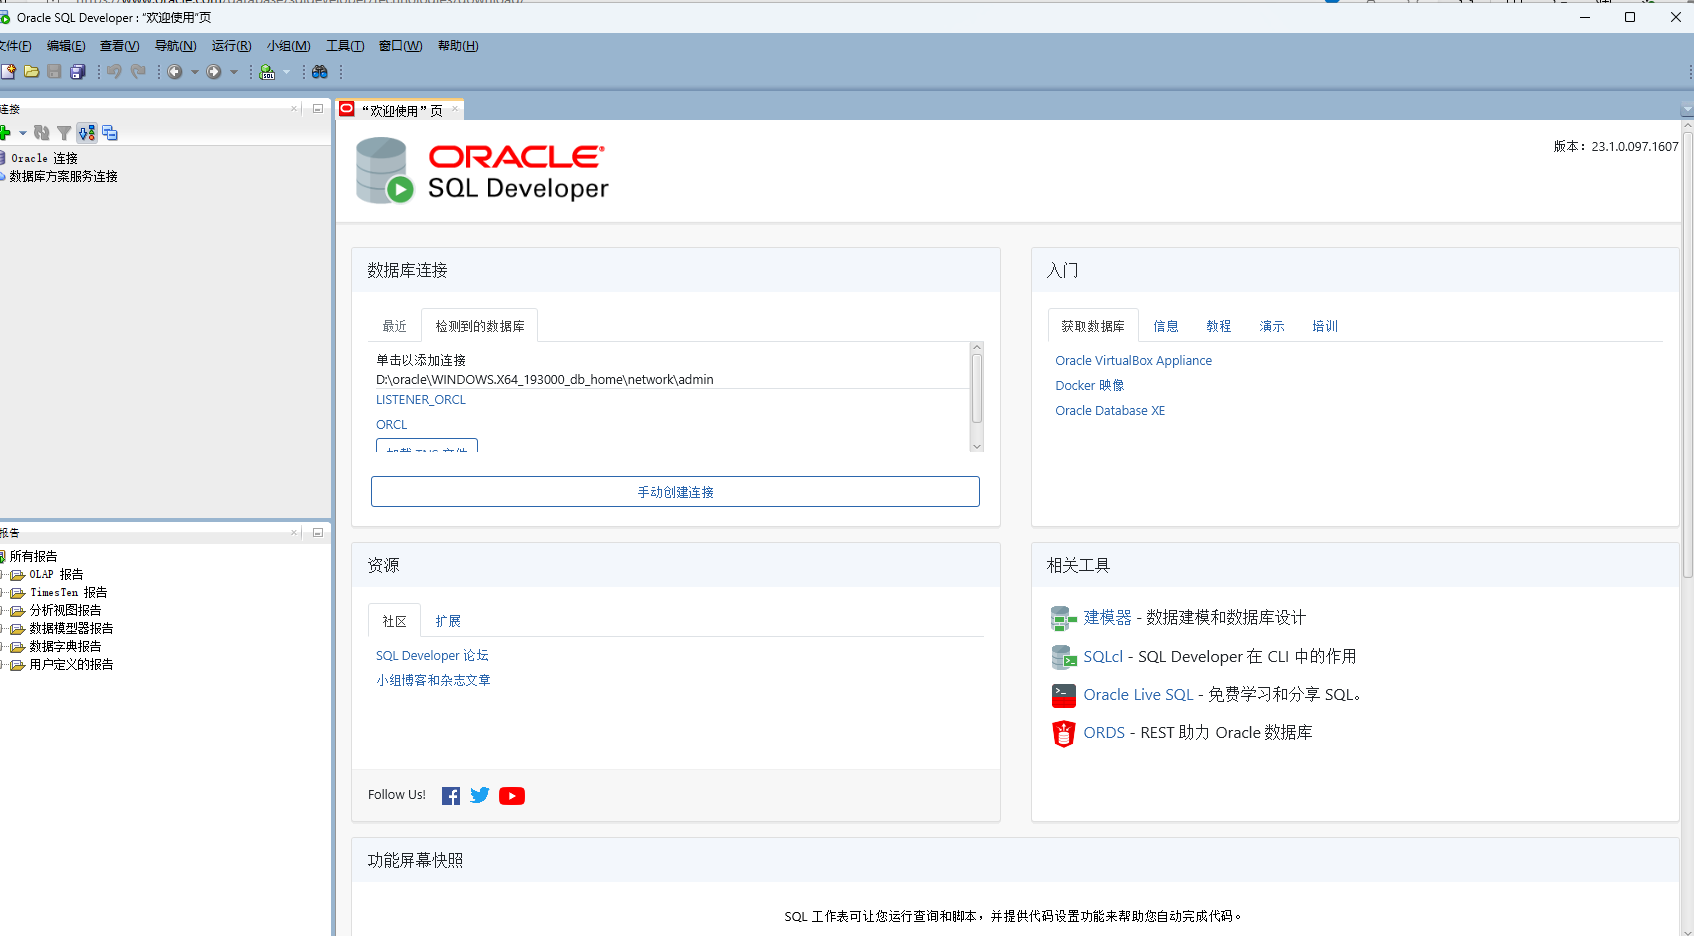 Oracle SQL Developer : “欢迎使用”页
文件(F) 编辑(E) 查看(V) 导航(N) 运行(R) 小组(M) 工具(T) 窗口(W) 帮助(H)
连接
Oracle 连接
数据库方案服务连接
“欢迎使用” 页
ORACLE
SQL Developer
版本：23.1.0.097.1607
数据库连接
最近 检测到的数据库
单击以添加连接
D:\oracle\WINDOWS.X64_193000_db_home\network\admin
LISTENER_ORCL
ORCL
加载 TNS 文件
手动创建连接
入门
获取数据库 信息 教程 演示 培训
Oracle VirtualBox Appliance
Docker 映像
Oracle Database XE
报告
所有报告
OLAP 报告
TimesTen 报告
分析视图报告
数据模型器报告
数据字典报告
用户定义的报告
资源
社区 扩展
SQL Developer 论坛
小组博客和杂志文章
Follow Us!
相关工具
建模器 - 数据建模和数据库设计
SQLcl - SQL Developer 在 CLI 中的作用
Oracle Live SQL - 免费学习和分享 SQL。
ORDS - REST 助力 Oracle 数据库
功能屏幕快照
SQL 工作表可让您运行查询和脚本，并提供代码设置功能来帮助您自动完成代码。